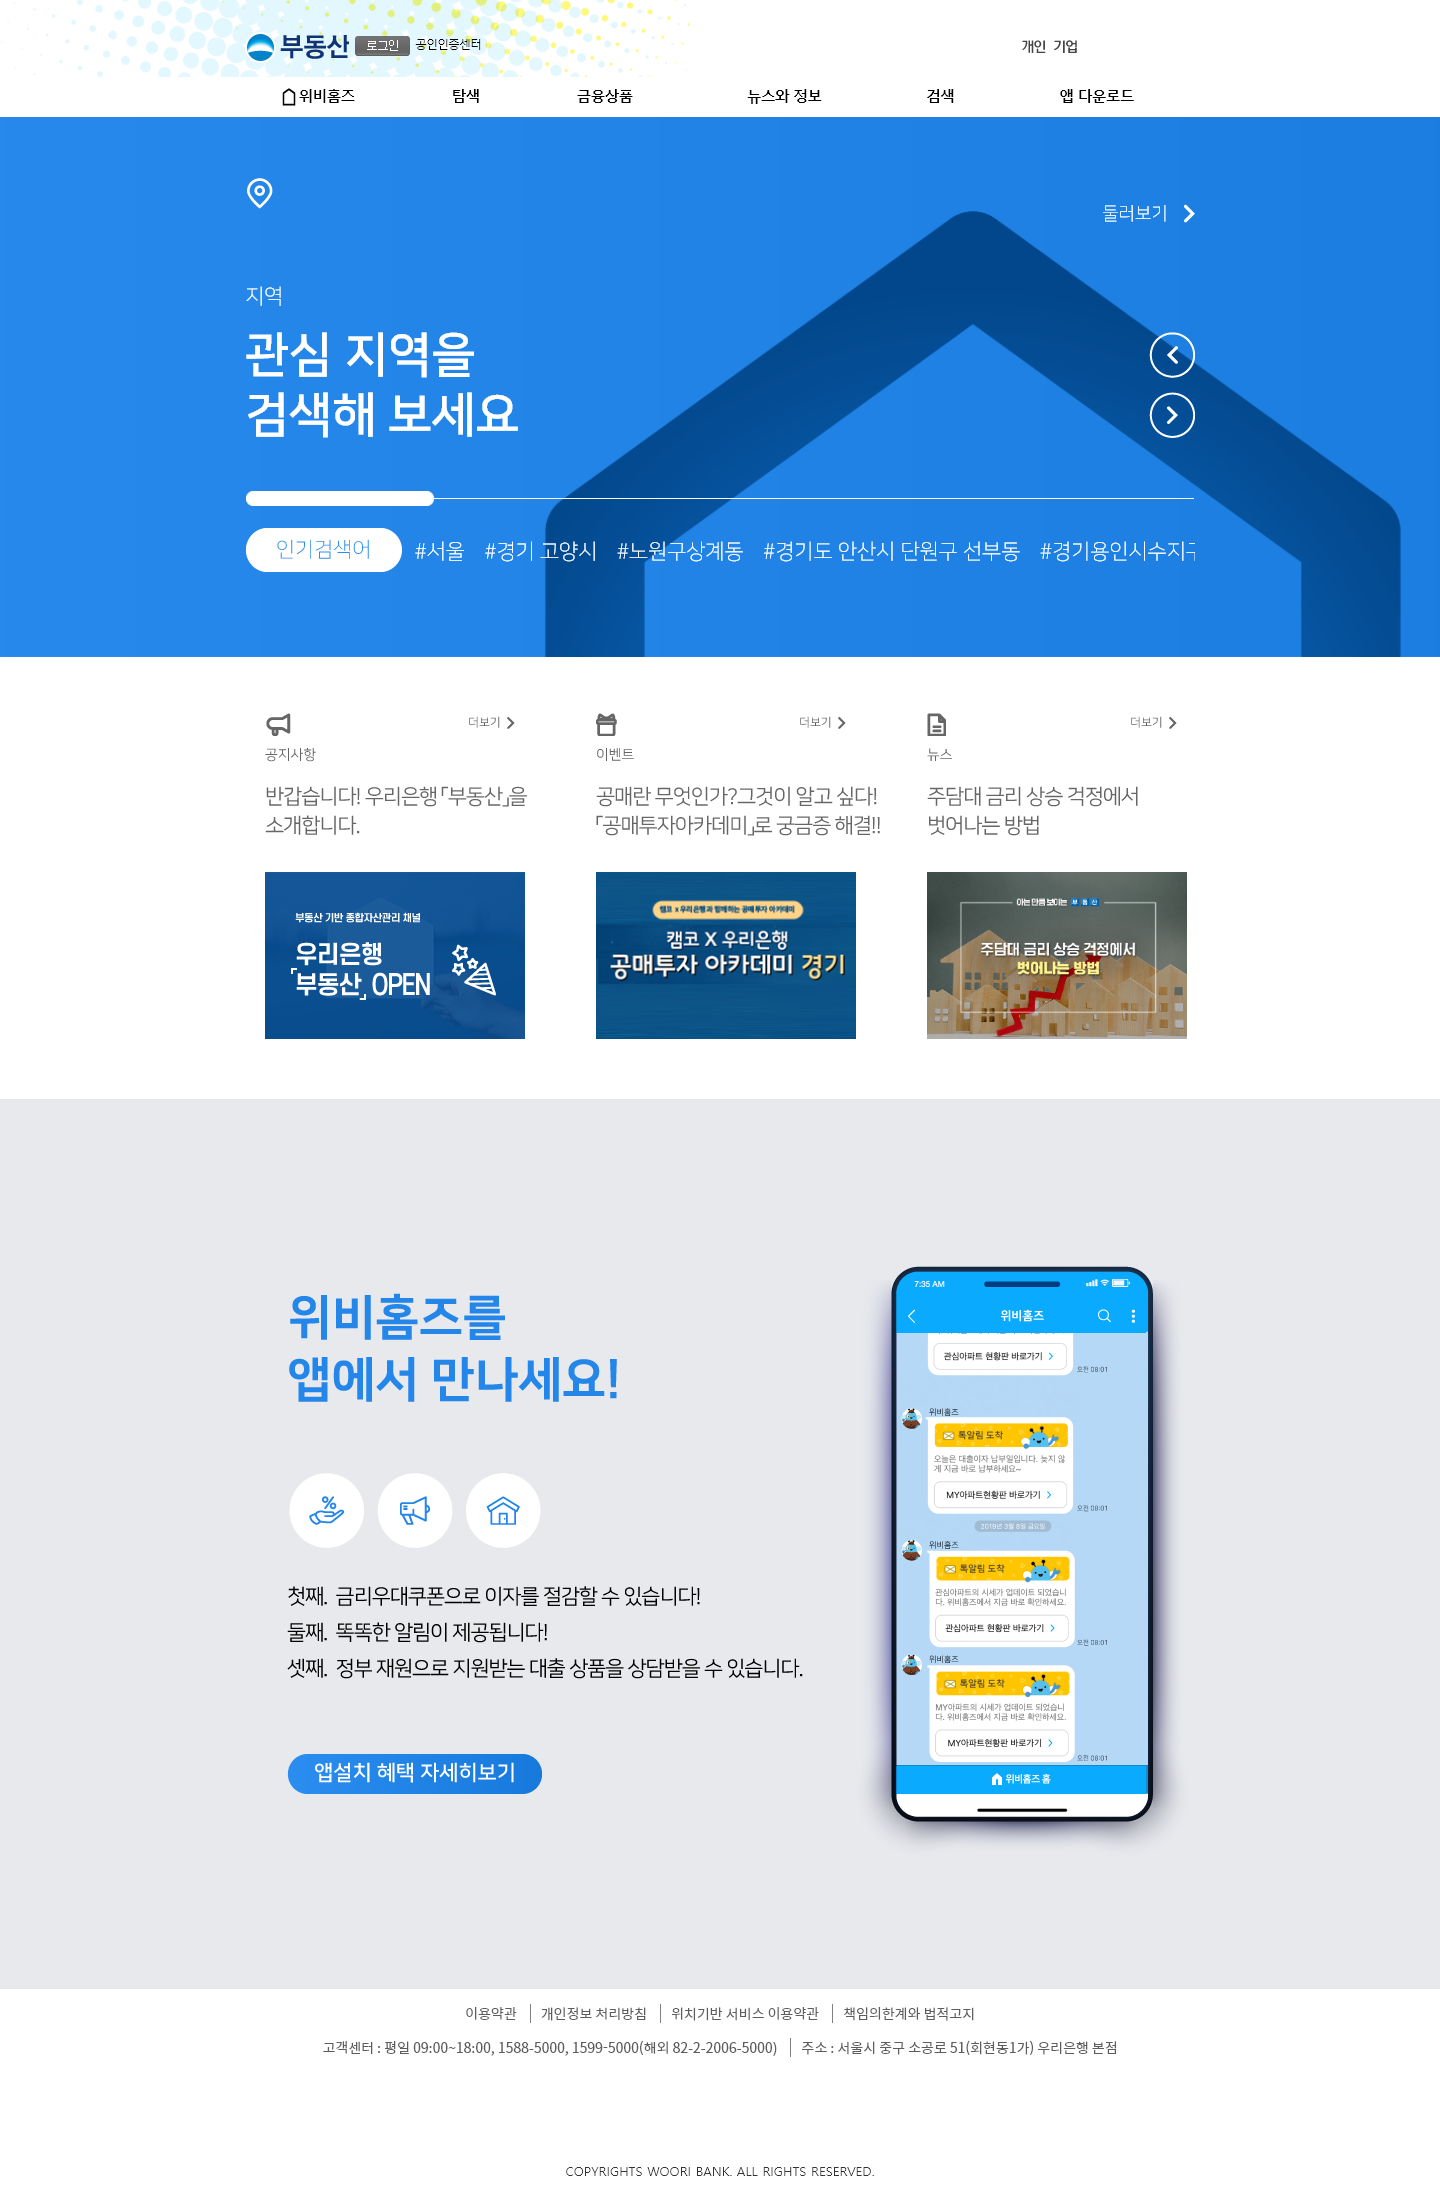 부동산 로그인 공인인증센터 개인 기업
위비홈즈 탐색 금융상품 뉴스와 정보 검색 앱 다운로드
둘러보기
지역
관심 지역을
검색해 보세요
인기검색어 #서울 #경기 고양시 #노원구상계동 #경기도 안산시 단원구 선부동 #경기용인시수지구
더보기 더보기 더보기
공지사항 이벤트 뉴스
반갑습니다! 우리은행 「부동산」을
소개합니다.
공매란 무엇인가?그것이 알고 싶다!
「공매투자아카데미」로 궁금증 해결!!
주담대 금리 상승 걱정에서
벗어나는 방법
부동산 기반 종합자산관리 채널
우리은행
「부동산」 OPEN
캠코 x 우리은행과 함께하는 공매 투자 아카데미
캠코 X 우리은행
공매투자 아카데미 경기
아는 만큼 보이는 부동산
주담대 금리 상승 걱정에서
벗어나는 방법
위비홈즈를
앱에서 만나세요!
첫째. 금리우대쿠폰으로 이자를 절감할 수 있습니다!
둘째. 똑똑한 알림이 제공됩니다!
셋째. 정부 재원으로 지원받는 대출 상품을 상담받을 수 있습니다.
앱설치 혜택 자세히보기
7:35 AM
위비홈즈
관심아파트 현황판 바로가기
오전 08:01
위비홈즈
톡알림 도착
오늘은 대출이자 납부일입니다. 늦지 않
게 지금 바로 납부하세요~
MY아파트현황판 바로가기
오전 08:01
2019년 3월 8일 금요일
위비홈즈
톡알림 도착
관심아파트의 시세가 업데이트 되었습니
다. 위비홈즈에서 지금 바로 확인하세요.
관심아파트 현황판 바로가기
오전 08:01
위비홈즈
톡알림 도착
MY아파트의 시세가 업데이트 되었습니
다. 위비홈즈에서 지금 바로 확인하세요.
MY아파트현황판 바로가기
오전 08:01
위비홈즈 홈
이용약관 개인정보 처리방침 위치기반 서비스 이용약관 책임의한계와 법적고지
고객센터 : 평일 09:00~18:00, 1588-5000, 1599-5000(해외 82-2-2006-5000) 주소 : 서울시 중구 소공로 51(회현동1가) 우리은행 본점
COPYRIGHTS WOORI BANK. ALL RIGHTS RESERVED.